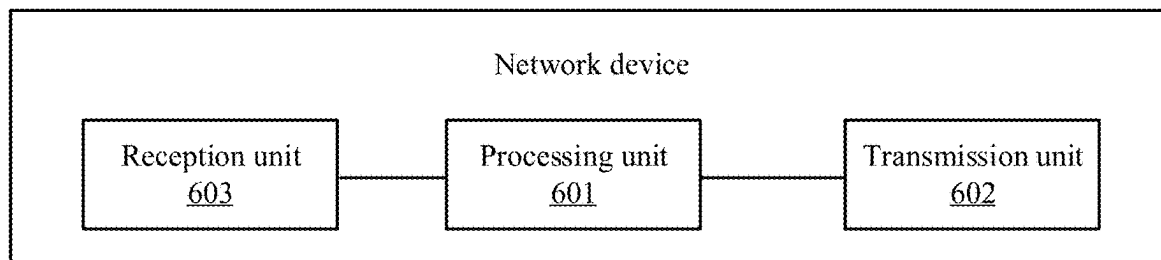 Network device
Reception unit
603
Processing unit
601
Transmission unit
602